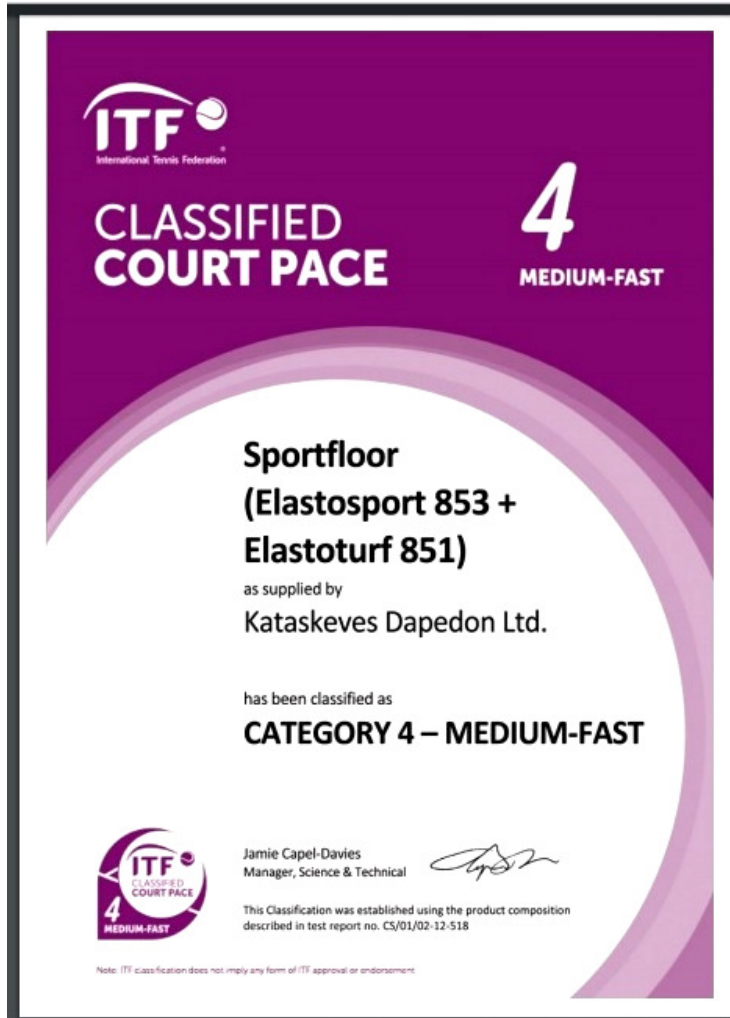 ITF
International Tennis Federation
CLASSIFIED
COURT PACE
4
MEDIUM-FAST
Sportfloor
(Elastosport 853 +
Elastoturf 851)
as supplied by
Kataskeves Dapedon Ltd.
has been classified as
CATEGORY 4 – MEDIUM-FAST
ITF
CLASSIFIED
COURT PACE
4
MEDIUM-FAST
Jamie Capel-Davies
Manager, Science & Technical
This Classification was established using the product composition
described in test report no. CS/01/02-12-518
Note: ITF classification does not imply any form of ITF approval or endorsement